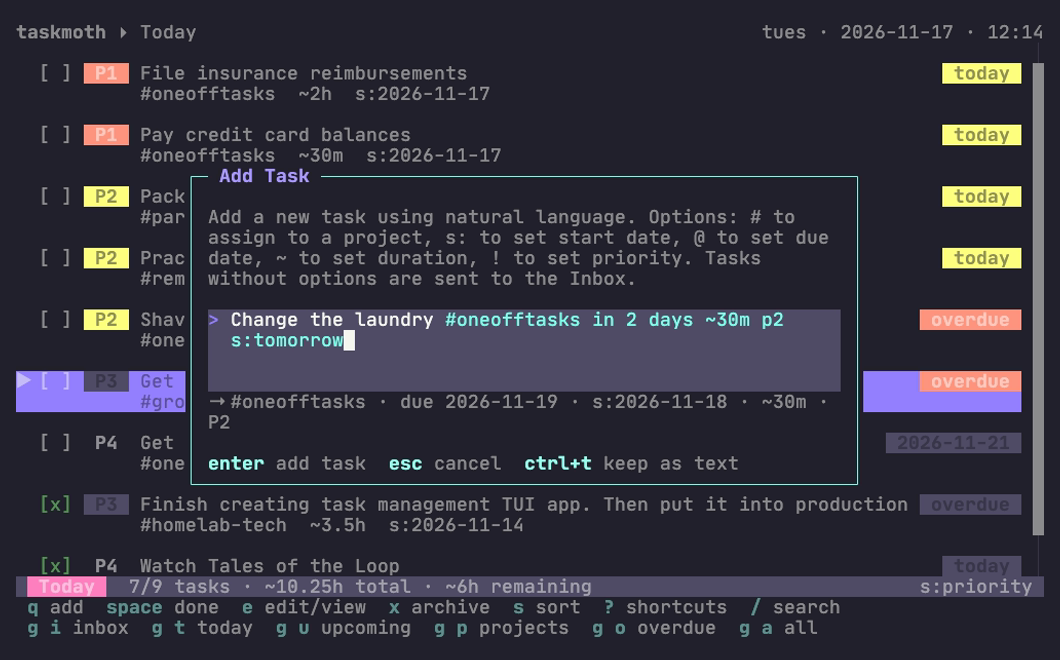 taskmoth ▸ Today tues · 2026-11-17 · 12:14
[ ] P1 File insurance reimbursements today
#oneofftasks ~2h s:2026-11-17
[ ] P1 Pay credit card balances today
#oneofftasks ~30m s:2026-11-17
Add Task
[ ] P2 Pack today
#par
Add a new task using natural language. Options: # to
assign to a project, s: to set start date, @ to set due
date, ~ to set duration, ! to set priority. Tasks
without options are sent to the Inbox.
[ ] P2 Prac today
#rem
[ ] P2 Shav overdue
#one
> Change the laundry #oneofftasks in 2 days ~30m p2
s:tomorrow
▶ [ ] P3 Get overdue
#gro
→ #oneofftasks · due 2026-11-19 · s:2026-11-18 · ~30m ·
P2
[ ] P4 Get 2026-11-21
#one
enter add task esc cancel ctrl+t keep as text
[x] P3 Finish creating task management TUI app. Then put it into production overdue
#homelab-tech ~3.5h s:2026-11-14
[x] P4 Watch Tales of the Loop today
Today 7/9 tasks · ~10.25h total · ~6h remaining s:priority
q add space done e edit/view x archive s sort ? shortcuts / search
g i inbox g t today g u upcoming g p projects g o overdue g a all